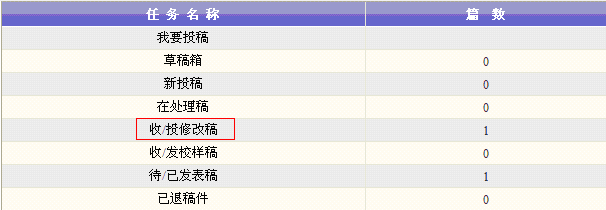 任 务 名 称 篇 数
我要投稿
草稿箱 0
新投稿 0
在处理稿 0
收/投修改稿 1
收/发校样稿 0
待/已发表稿 1
已退稿件 0